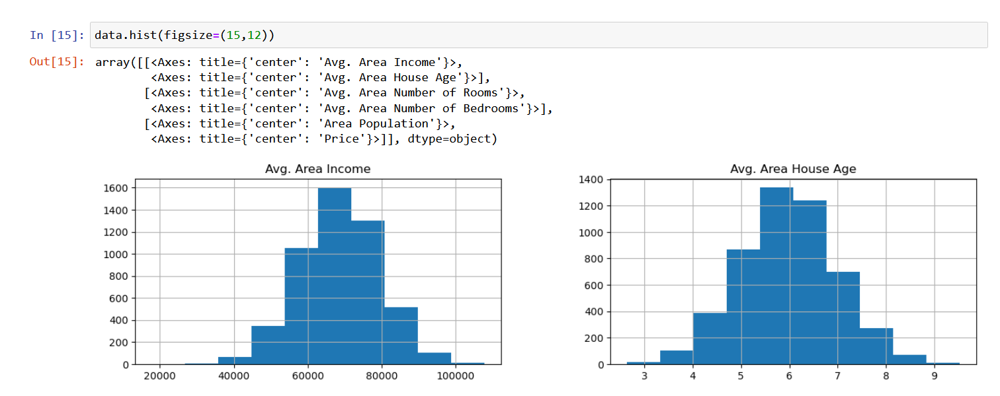 In [15]: data.hist(figsize=(15,12))
Out[15]: array([[<Axes: title={'center': 'Avg. Area Income'}>,
<Axes: title={'center': 'Avg. Area House Age'}>],
[<Axes: title={'center': 'Avg. Area Number of Rooms'}>,
<Axes: title={'center': 'Avg. Area Number of Bedrooms'}>],
[<Axes: title={'center': 'Area Population'}>,
<Axes: title={'center': 'Price'}>]], dtype=object)
Avg. Area Income
1600
1400
1200
1000
800
600
400
200
0
20000 40000 60000 80000 100000
Avg. Area House Age
1400
1200
1000
800
600
400
200
0
3 4 5 6 7 8 9